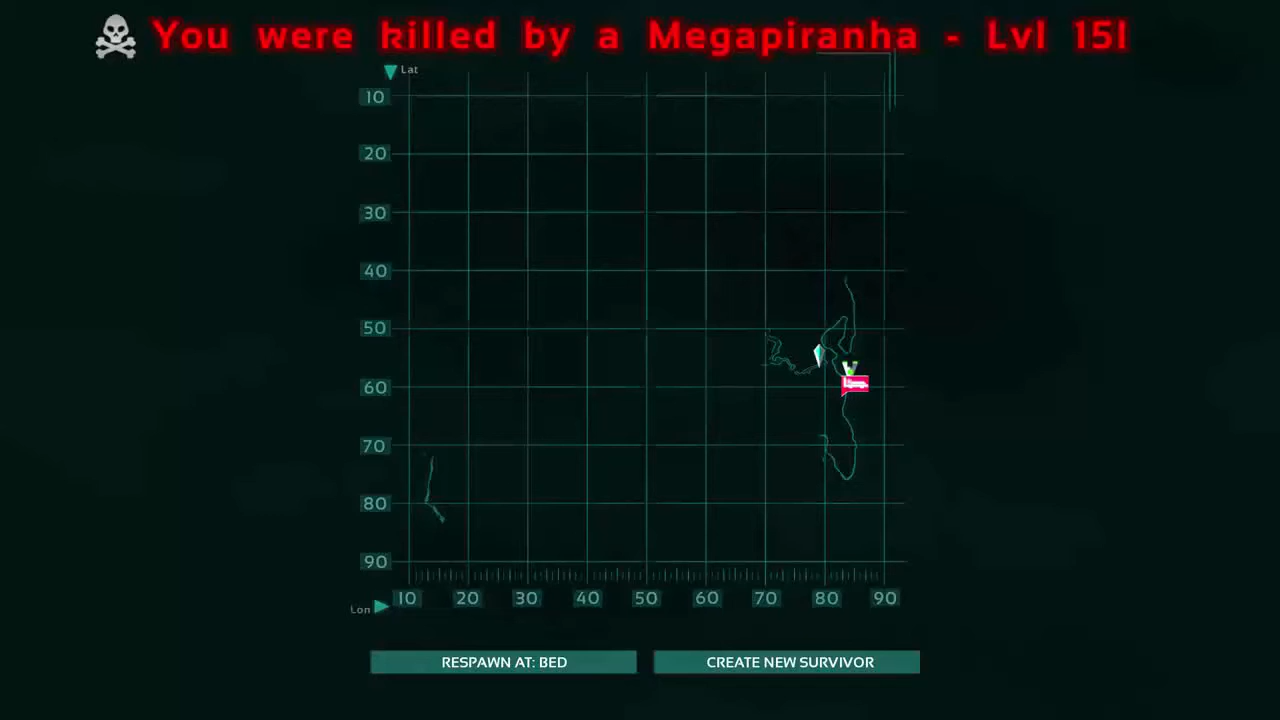 You were killed by a Megapiranha - Lvl 151
Lat
10
20
30
40
50
60
70
80
90
Lon 10 20 30 40 50 60 70 80 90
RESPAWN AT: BED
CREATE NEW SURVIVOR